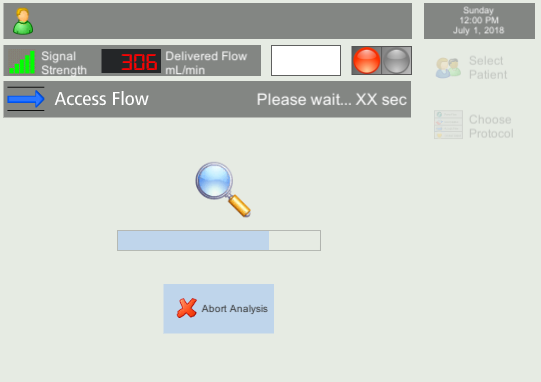 Sunday
12:00 PM
July 1, 2018
Signal
Strength
306
Delivered Flow
mL/min
Select
Patient
Access Flow
Please wait... XX sec
Choose
Protocol
Abort Analysis